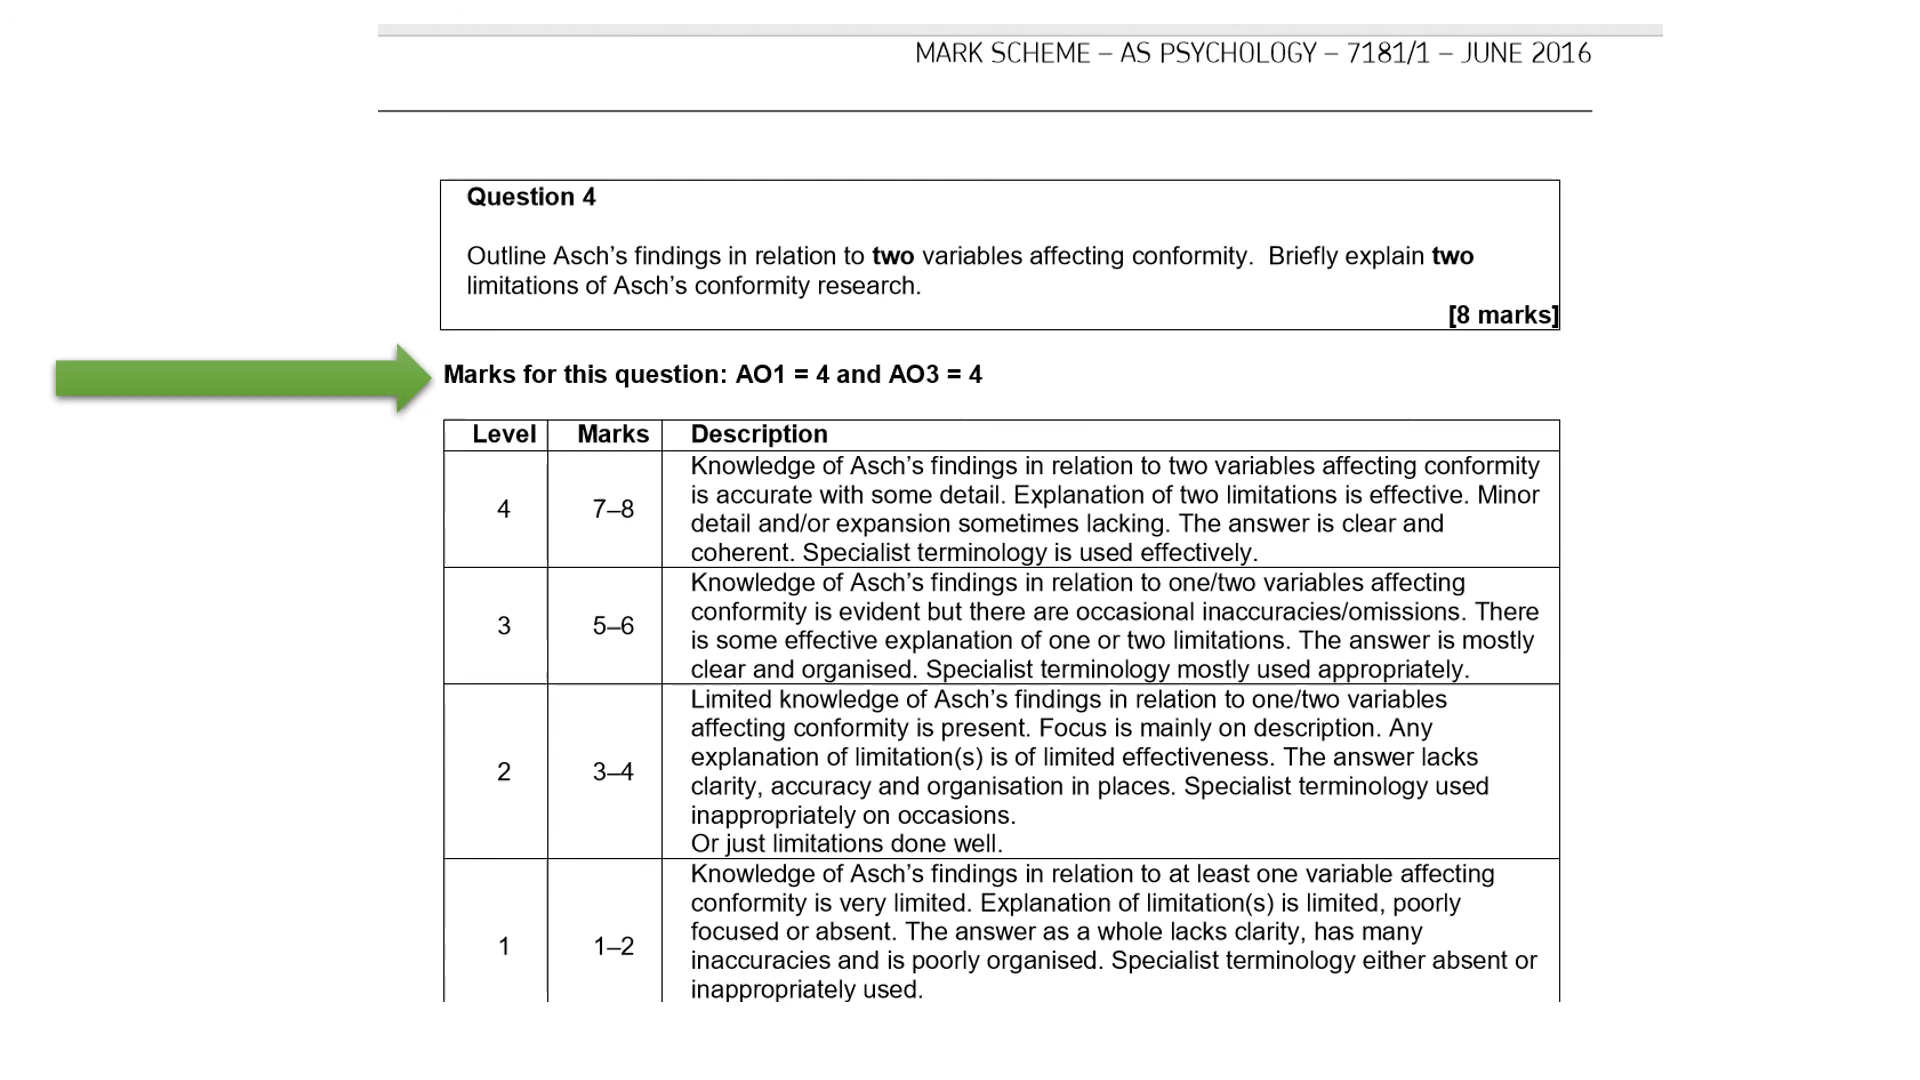 MARK SCHEME – AS PSYCHOLOGY – 7181/1 – JUNE 2016
Question 4
Outline Asch's findings in relation to two variables affecting conformity. Briefly explain two
limitations of Asch's conformity research.
[8 marks]
Marks for this question: AO1 = 4 and AO3 = 4
Level Marks Description
4 7–8 Knowledge of Asch's findings in relation to two variables affecting conformity
is accurate with some detail. Explanation of two limitations is effective. Minor
detail and/or expansion sometimes lacking. The answer is clear and
coherent. Specialist terminology is used effectively.
3 5–6 Knowledge of Asch's findings in relation to one/two variables affecting
conformity is evident but there are occasional inaccuracies/omissions. There
is some effective explanation of one or two limitations. The answer is mostly
clear and organised. Specialist terminology mostly used appropriately.
2 3–4 Limited knowledge of Asch's findings in relation to one/two variables
affecting conformity is present. Focus is mainly on description. Any
explanation of limitation(s) is of limited effectiveness. The answer lacks
clarity, accuracy and organisation in places. Specialist terminology used
inappropriately on occasions.
Or just limitations done well.
1 1–2 Knowledge of Asch's findings in relation to at least one variable affecting
conformity is very limited. Explanation of limitation(s) is limited, poorly
focused or absent. The answer as a whole lacks clarity, has many
inaccuracies and is poorly organised. Specialist terminology either absent or
inappropriately used.